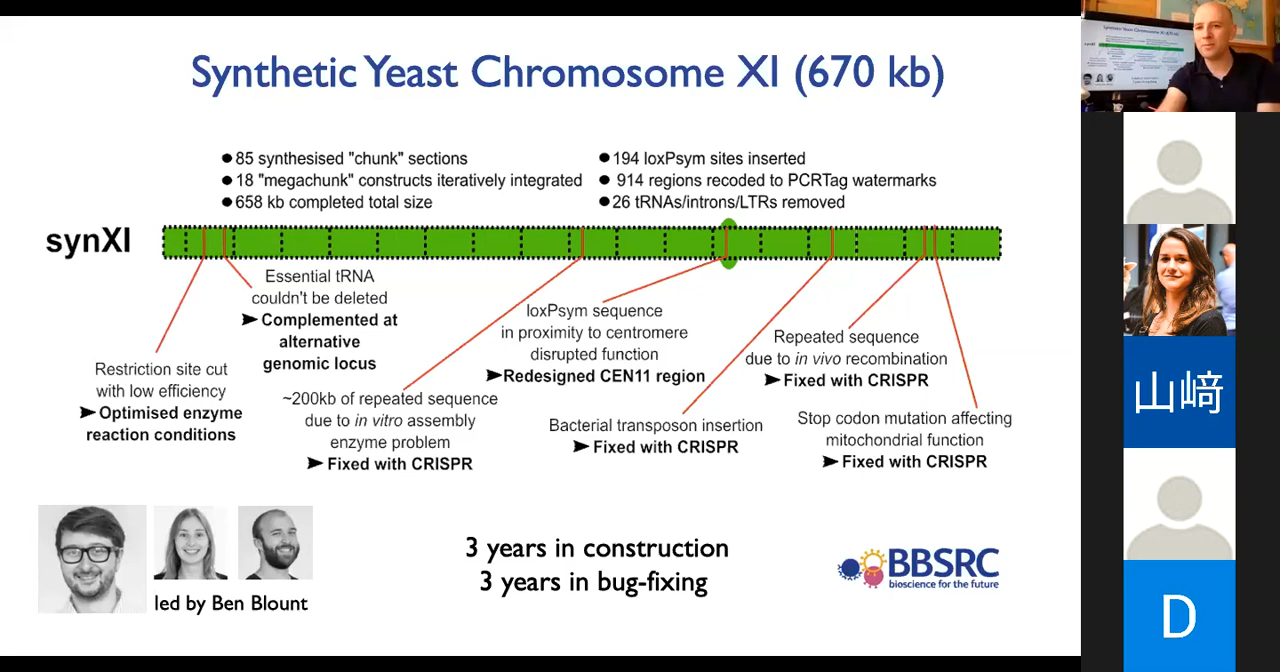 Synthetic Yeast Chromosome XI (670 kb)
● 85 synthesised "chunk" sections
● 18 "megachunk" constructs iteratively integrated
● 658 kb completed total size
● 194 loxPsym sites inserted
● 914 regions recoded to PCRTag watermarks
● 26 tRNAs/introns/LTRs removed
synXI
Restriction site cut
with low efficiency
➤ Optimised enzyme
reaction conditions
Essential tRNA
couldn't be deleted
➤ Complemented at
alternative
genomic locus
~200kb of repeated sequence
due to in vitro assembly
enzyme problem
➤ Fixed with CRISPR
loxPsym sequence
in proximity to centromere
disrupted function
➤Redesigned CEN11 region
Bacterial transposon insertion
➤ Fixed with CRISPR
Repeated sequence
due to in vivo recombination
➤ Fixed with CRISPR
Stop codon mutation affecting
mitochondrial function
➤ Fixed with CRISPR
led by Ben Blount
3 years in construction
3 years in bug-fixing
BBSRC
bioscience for the future
Synthetic Yeast Chromosome XI (670 kb)
山﨑
D